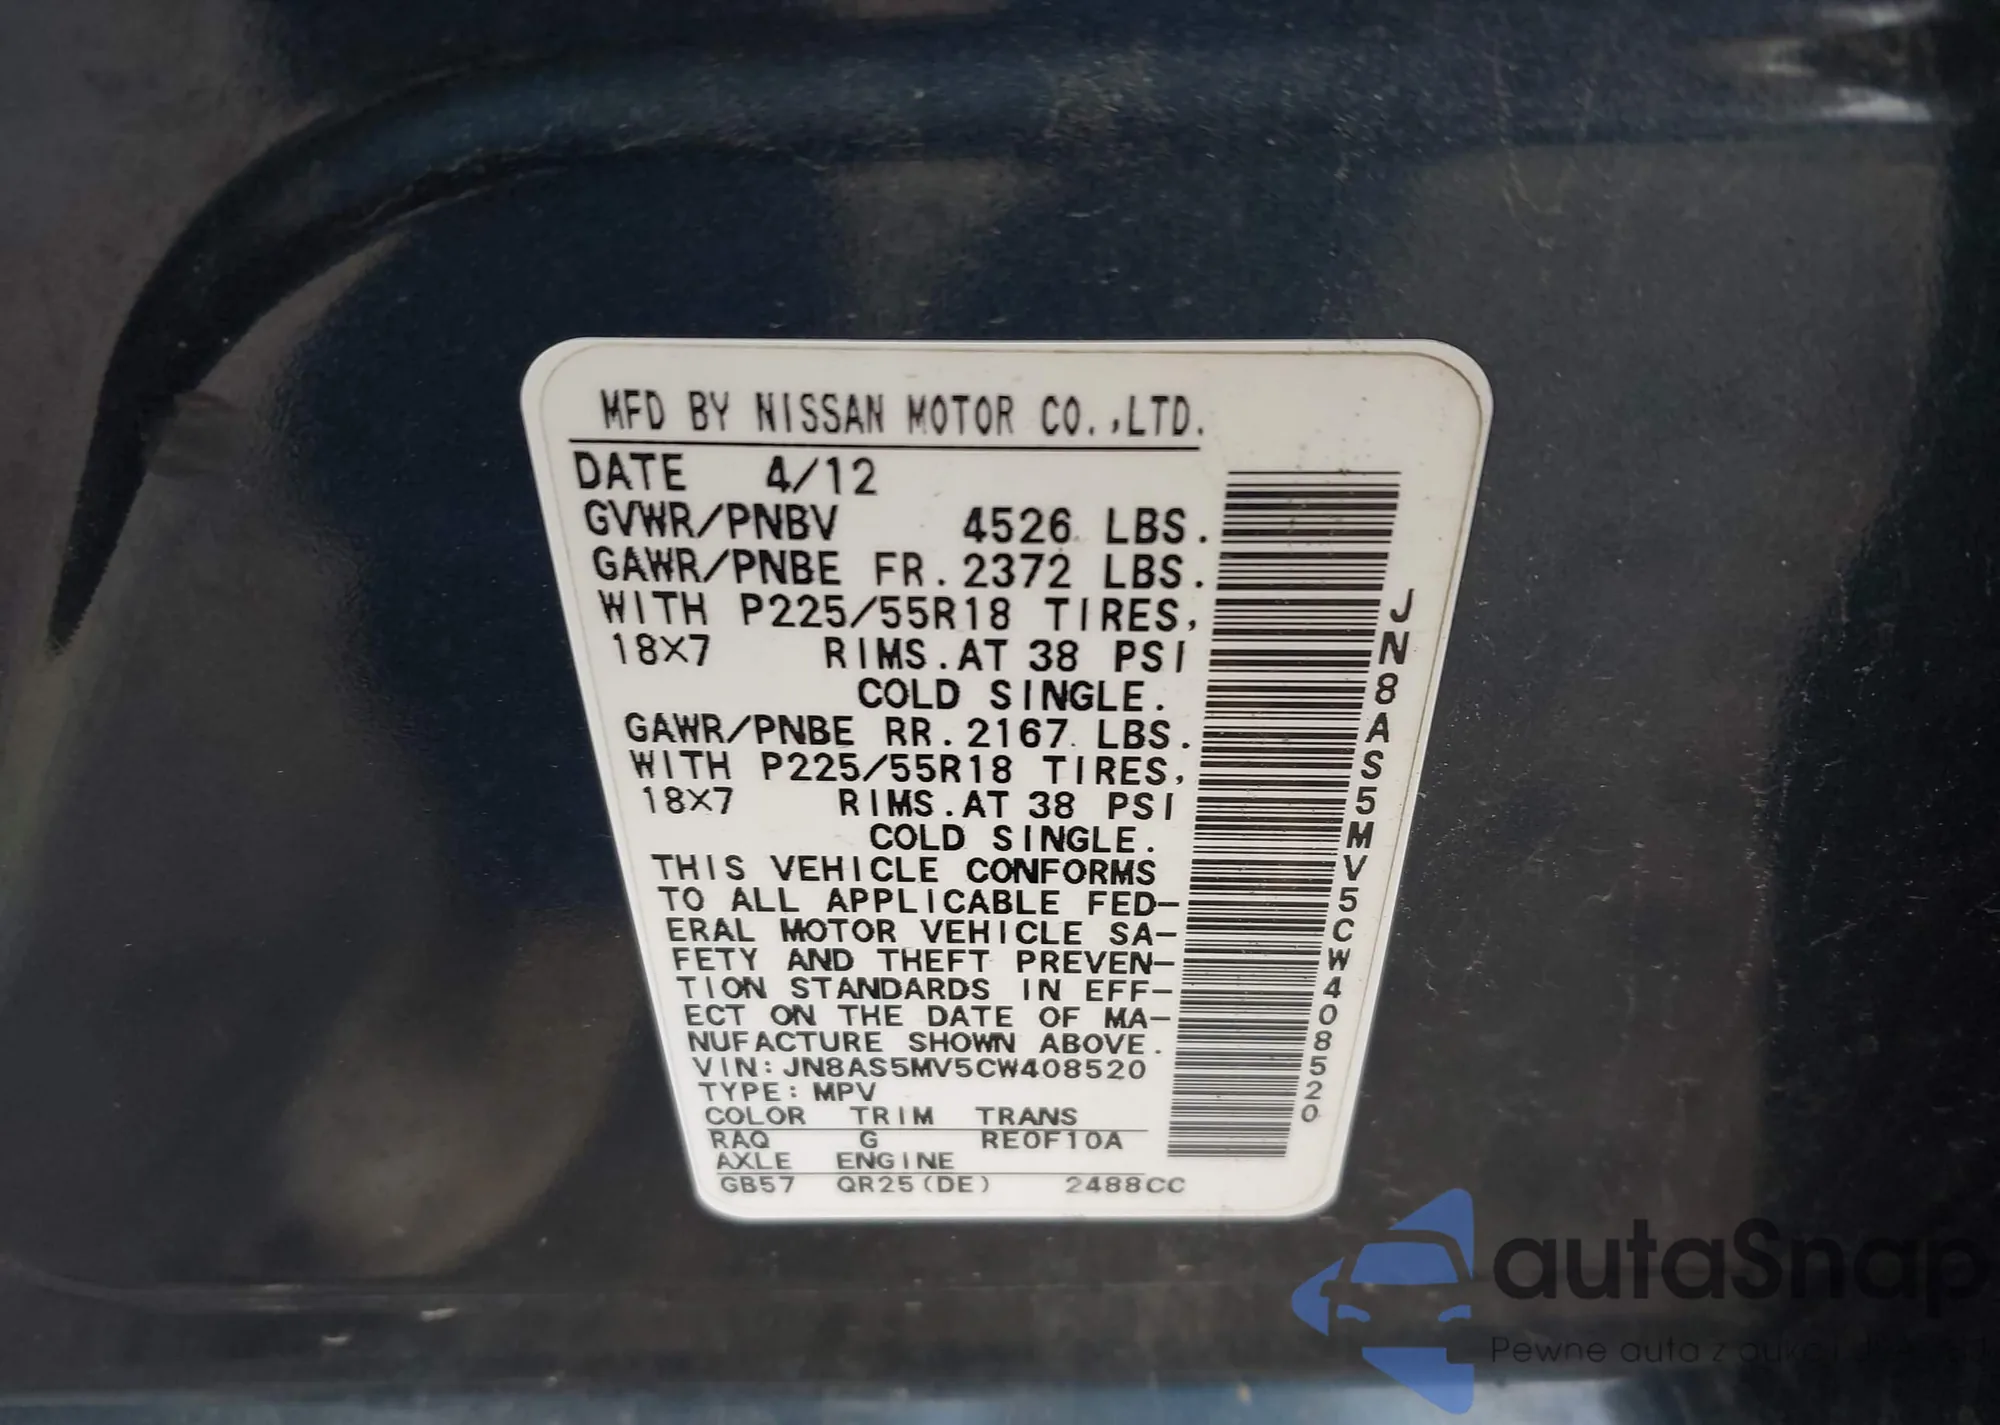 MFD BY NISSAN MOTOR CO.,LTD.
DATE 4/12
GVWR/PNBV 4526 LBS.
GAWR/PNBE FR. 2372 LBS.
WITH P225/55R18 TIRES,
18X7 RIMS.AT 38 PSI
COLD SINGLE.
GAWR/PNBE RR. 2167 LBS.
WITH P225/55R18 TIRES,
18X7 RIMS.AT 38 PSI
COLD SINGLE.
THIS VEHICLE CONFORMS
TO ALL APPLICABLE FED-
ERAL MOTOR VEHICLE SA-
FETY AND THEFT PREVEN-
TION STANDARDS IN EFF-
ECT ON THE DATE OF MA-
NUFACTURE SHOWN ABOVE.
VIN:JN8AS5MV5CW408520
TYPE:MPV
COLOR TRIM TRANS
RAQ G RE0F10A
AXLE ENGINE
GB57 QR25(DE) 2488CC
JN8AS5MV5CW408520
autaSnap
Pewne auta z